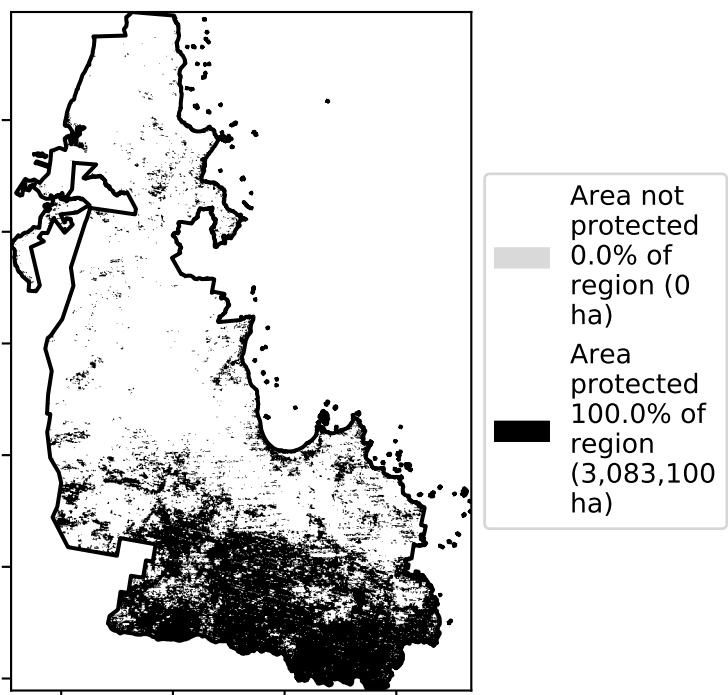 Area not
protected
0.0% of
region (0
ha)
Area
protected
100.0% of
region
(3,083,100
ha)